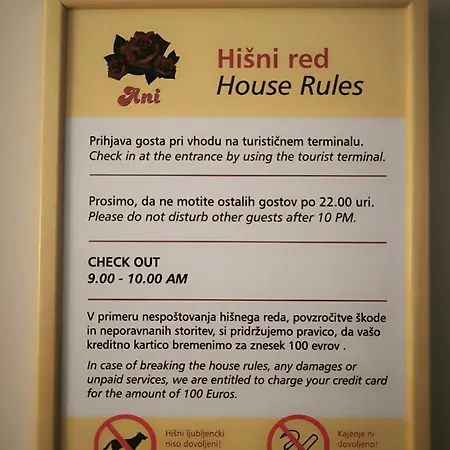 Ani
Hišni red
House Rules
Prihjava gosta pri vhodu na turističnem terminalu.
Check in at the entrance by using the tourist terminal.
Prosimo, da ne motite ostalih gostov po 22.00 uri.
Please do not disturb other guests after 10 PM.
CHECK OUT
9.00 - 10.00 AM
V primeru nespoštovanja hišnega reda, povzročitve škode
in neporavnanih storitev, si pridržujemo pravico, da vašo
kreditno kartico bremenimo za znesek 100 evrov .
In case of breaking the house rules, any damages or
unpaid services, we are entitled to charge your credit card
for the amount of 100 Euros.
Hišni ljubljenčki
niso dovoljeni!
Kajenje ni
dovoljeno!